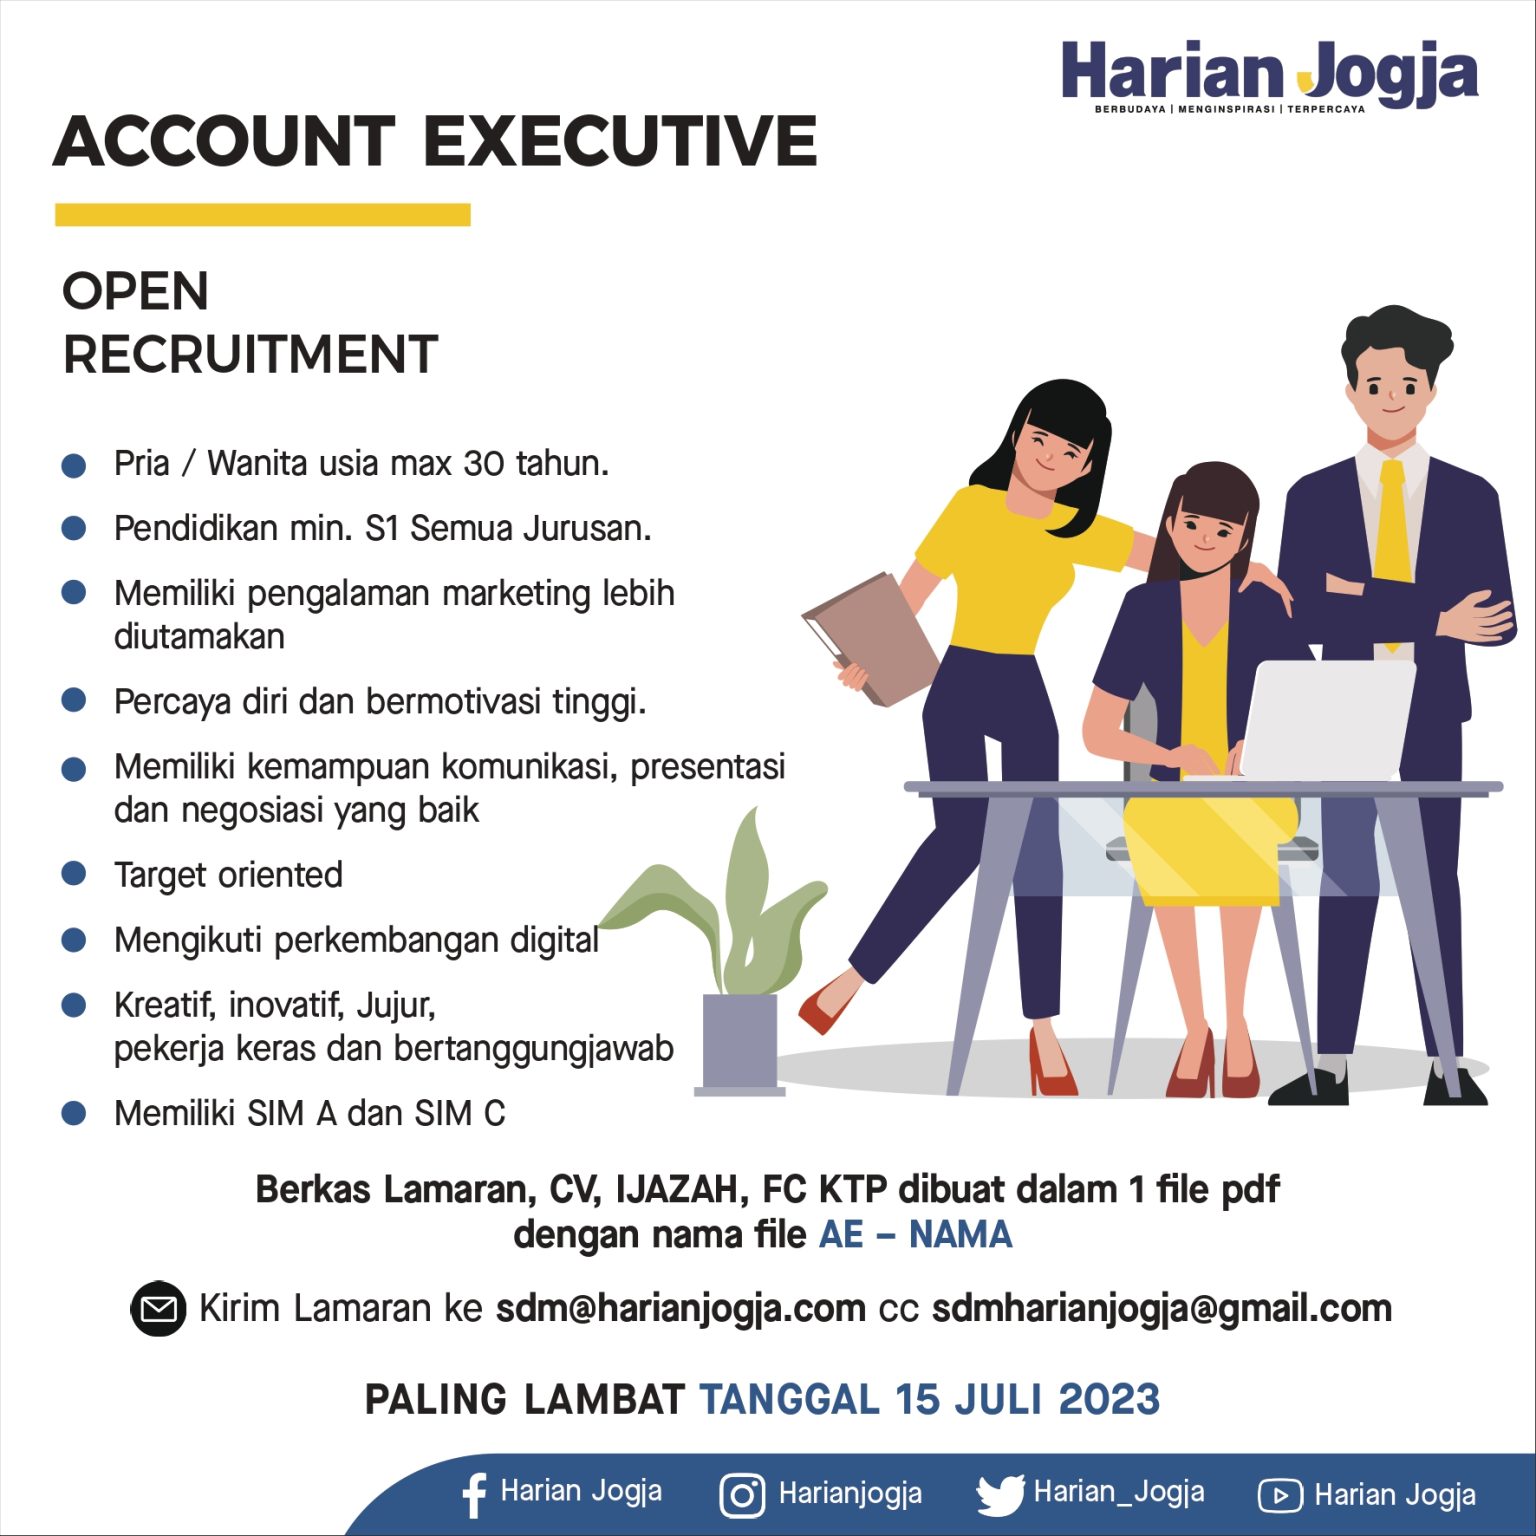 Harian Jogja
BERBUDAYA | MENGINSPIRASI | TERPERCAYA
ACCOUNT EXECUTIVE
OPEN
RECRUITMENT
Pria / Wanita usia max 30 tahun.
Pendidikan min. S1 Semua Jurusan.
Memiliki pengalaman marketing lebih
diutamakan
Percaya diri dan bermotivasi tinggi.
Memiliki kemampuan komunikasi, presentasi
dan negosiasi yang baik
Target oriented
Mengikuti perkembangan digital
Kreatif, inovatif, Jujur,
pekerja keras dan bertanggungjawab
Memiliki SIM A dan SIM C
Berkas Lamaran, CV, IJAZAH, FC KTP dibuat dalam 1 file pdf
dengan nama file AE – NAMA
Kirim Lamaran ke sdm@harianjogja.com cc sdmharianjogja@gmail.com
PALING LAMBAT TANGGAL 15 JULI 2023
Harian Jogja Harianjogja Harian_Jogja Harian Jogja